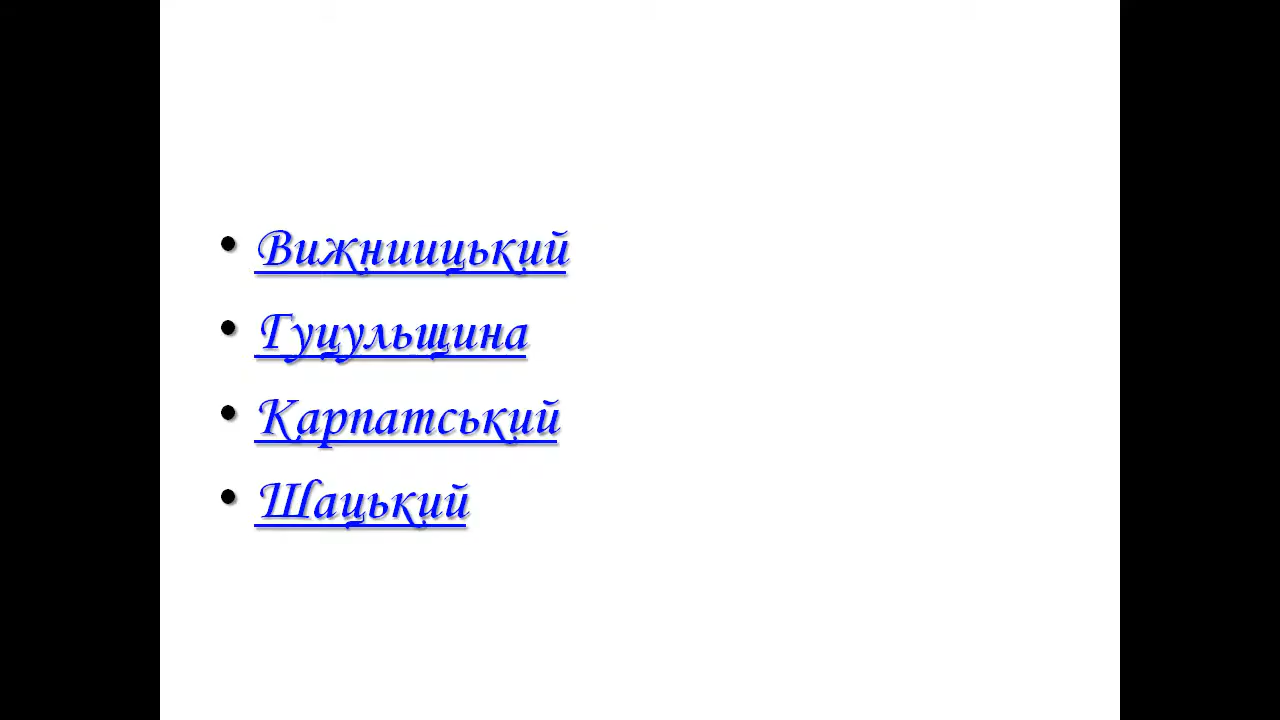 • Вижниицький
• Гуцульщина
• Карпатський
• Шацький